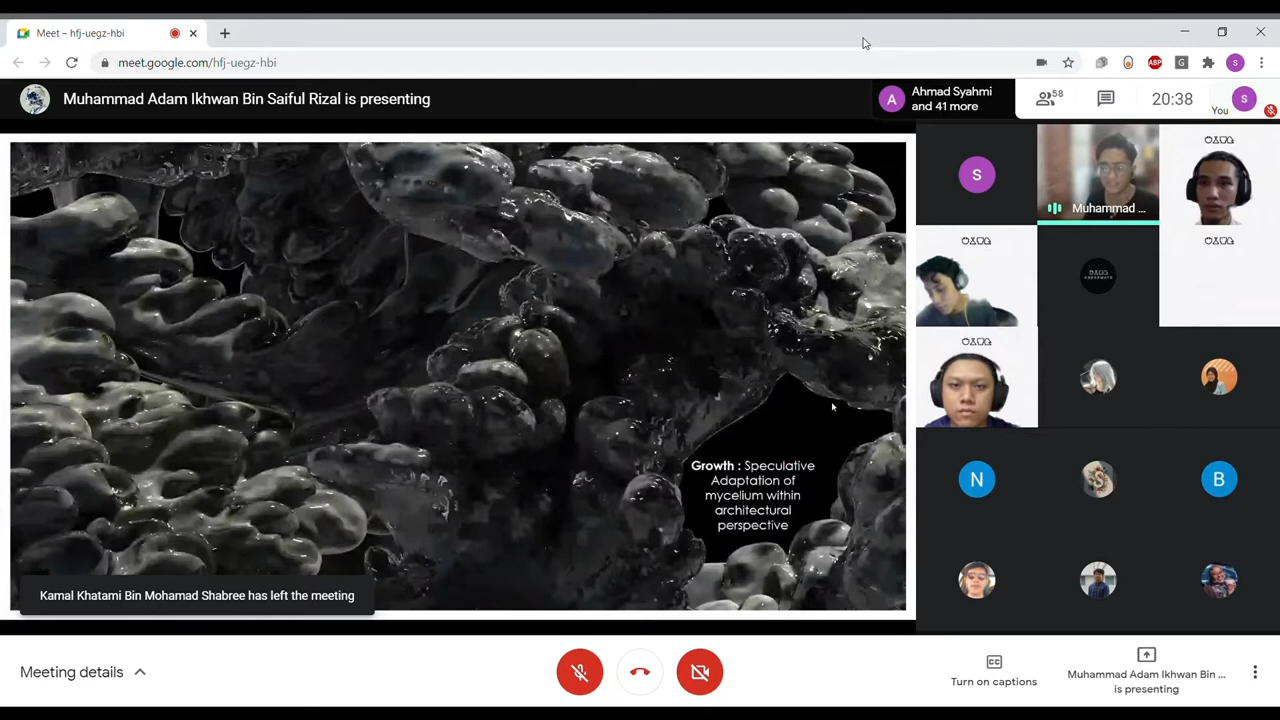 Meet – hfj-uegz-hbi
meet.google.com/hfj-uegz-hbi
ABP
G
S
Muhammad Adam Ikhwan Bin Saiful Rizal is presenting
A
Ahmad Syahmi
and 41 more
58
20:38
You
S
S
Muhammad ...
Growth : Speculative
Adaptation of
mycelium within
architectural
perspective
N
S
B
Kamal Khatami Bin Mohamad Shabree has left the meeting
Meeting details
CC
Turn on captions
Muhammad Adam Ikhwan Bin ...
is presenting